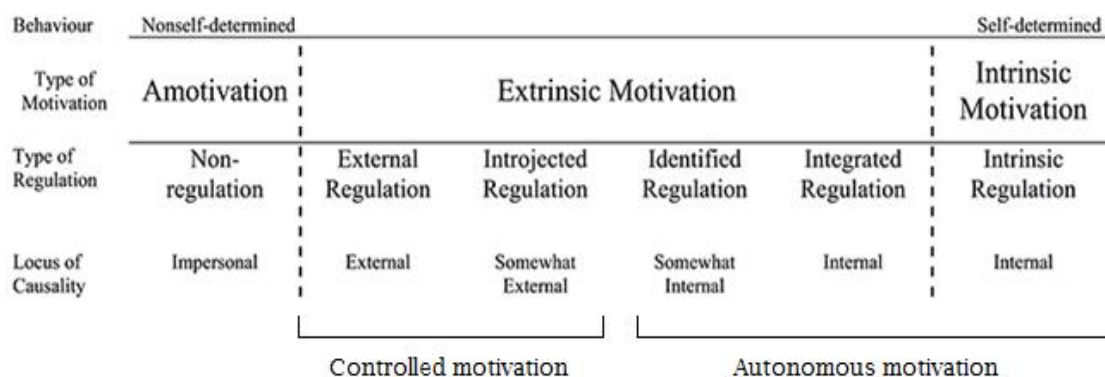 Behaviour Nonself-determined Self-determined
Type of
Motivation
Amotivation
Extrinsic Motivation
Intrinsic
Motivation
Type of
Regulation
Non-
regulation
External
Regulation
Introjected
Regulation
Identified
Regulation
Integrated
Regulation
Intrinsic
Regulation
Locus of
Causality
Impersonal
External
Somewhat
External
Somewhat
Internal
Internal
Internal
Controlled motivation
Autonomous motivation